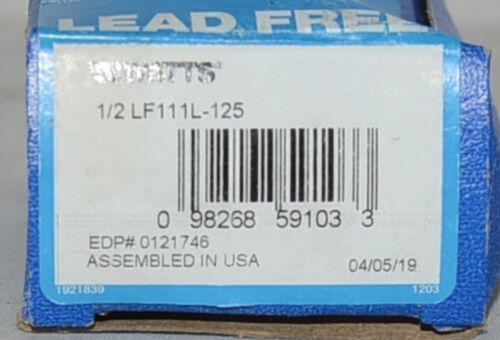 LEAD FREE
WATTS
1/2 LF111L-125
0 98268 59103 3
EDP# 0121746
ASSEMBLED IN USA
04/05/19
1921839
1203